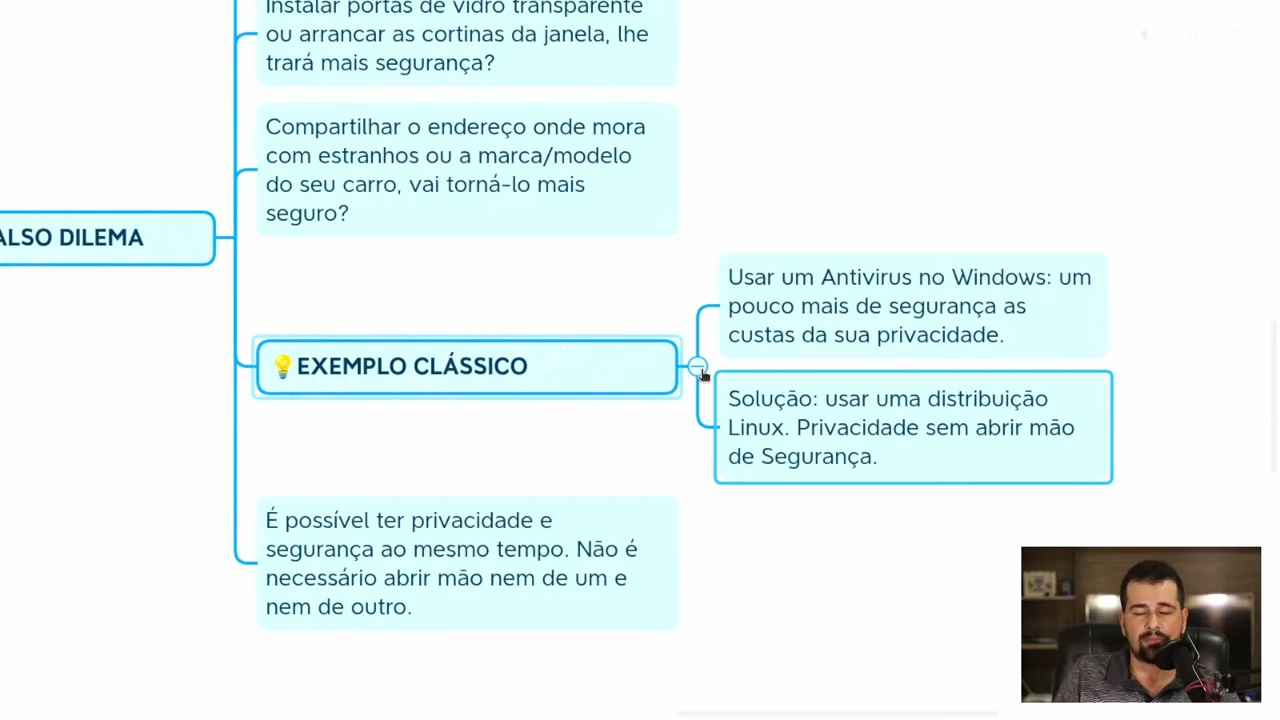 Instalar portas de vidro transparente
ou arrancar as cortinas da janela, lhe
trará mais segurança?
Compartilhar o endereço onde mora
com estranhos ou a marca/modelo
do seu carro, vai torná-lo mais
seguro?
ALSO DILEMA
💡EXEMPLO CLÁSSICO
Usar um Antivirus no Windows: um
pouco mais de segurança as
custas da sua privacidade.
Solução: usar uma distribuição
Linux. Privacidade sem abrir mão
de Segurança.
É possível ter privacidade e
segurança ao mesmo tempo. Não é
necessário abrir mão nem de um e
nem de outro.